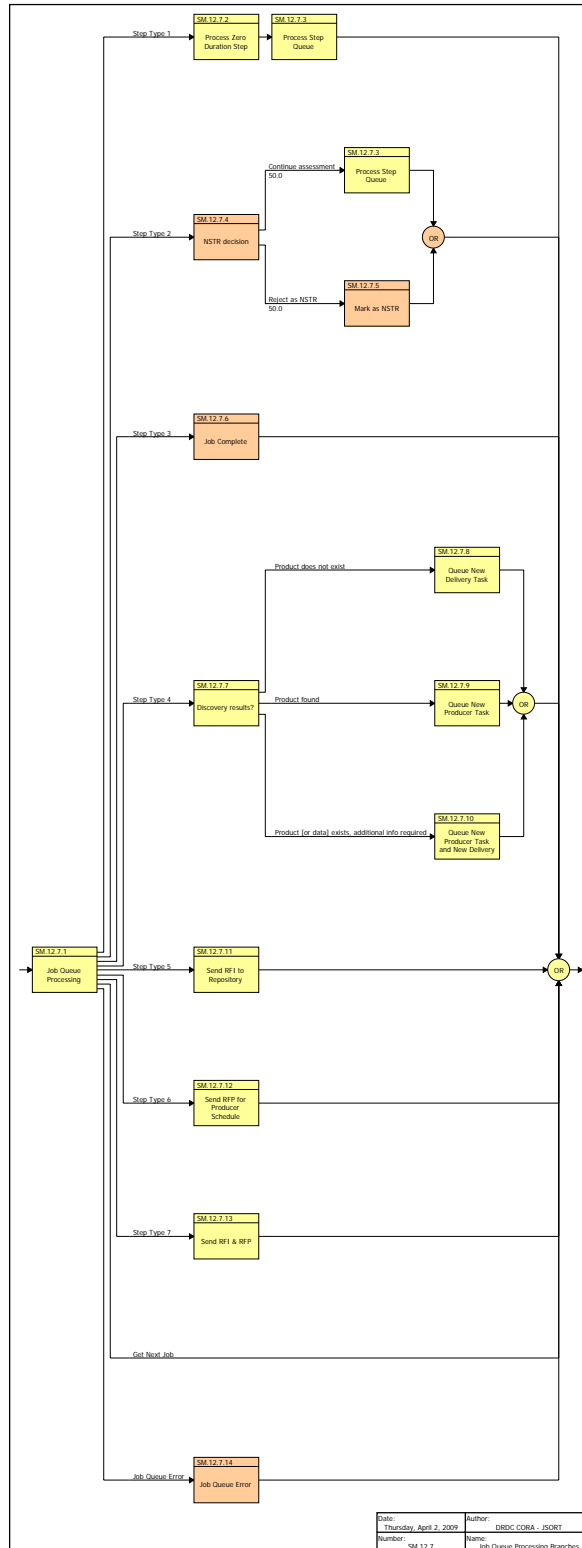 SM.12.7.2
Process Zero
Duration Step
SM.12.7.3
Process Step
Queue
Step Type 1
SM.12.7.3
Process Step
Queue
Continue assessment
50.0
SM.12.7.4
NSTR decision
Step Type 2
OR
SM.12.7.5
Mark as NSTR
Reject as NSTR
50.0
SM.12.7.6
Job Complete
Step Type 3
SM.12.7.8
Queue New
Delivery Task
Product does not exist
SM.12.7.7
Discovery results?
Step Type 4
Product found
SM.12.7.9
Queue New
Producer Task
OR
SM.12.7.10
Queue New
Producer Task
and New Delivery
Product [or data] exists, additional info required
SM.12.7.1
Job Queue
Processing
Step Type 5
SM.12.7.11
Send RFI to
Repository
OR
SM.12.7.12
Send RFP for
Producer
Schedule
Step Type 6
SM.12.7.13
Send RFI & RFP
Step Type 7
Get Next Job
SM.12.7.14
Job Queue Error
Job Queue Error
Date:
Thursday, April 2, 2009
Author:
DRDC CORA - JSORT
Number:
SM.12.7
Name:
Job Queue Processing Branches